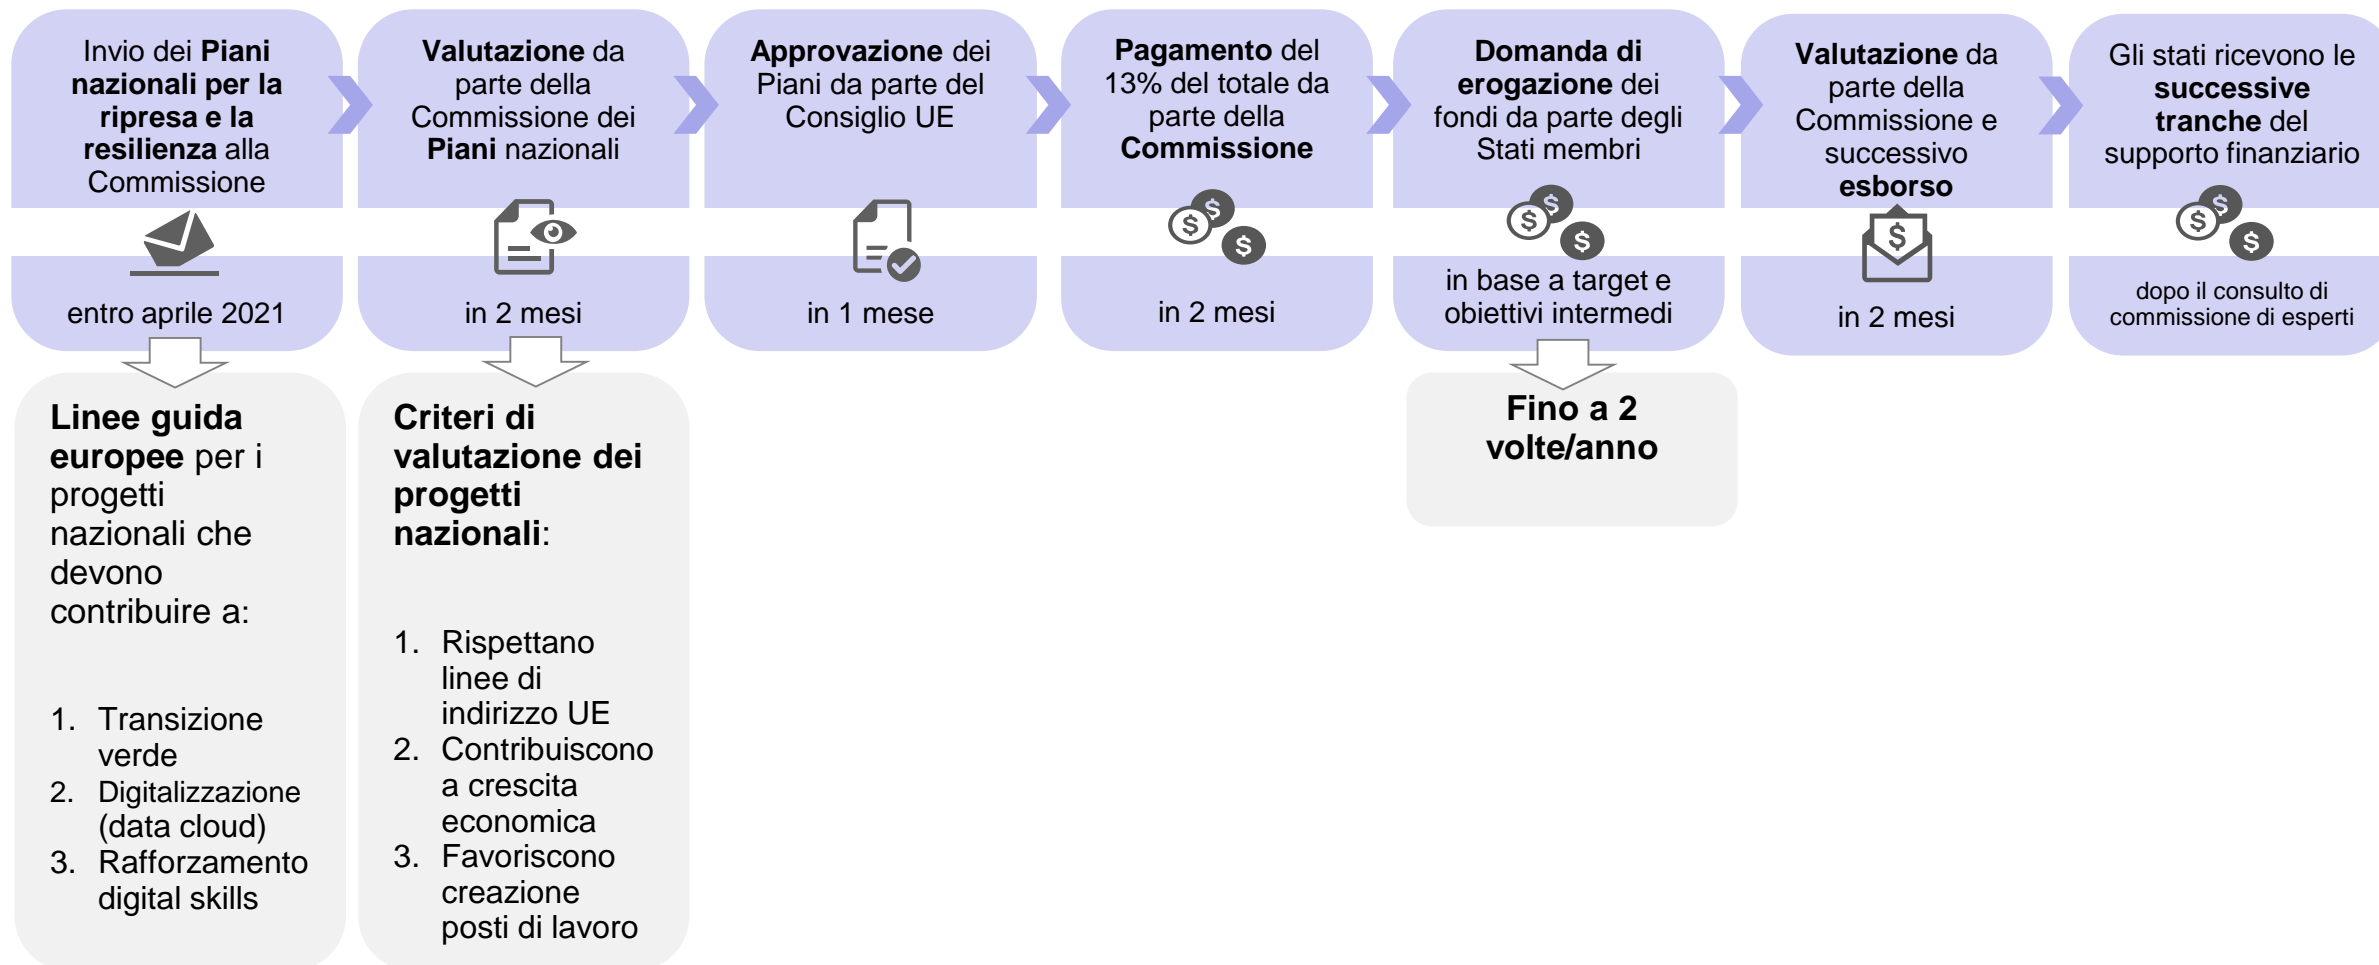 Invio dei Piani
nazionali per la
ripresa e la
resilienza alla
Commissione
entro aprile 2021
Valutazione da
parte della
Commissione dei
Piani nazionali
in 2 mesi
Approvazione dei
Piani da parte del
Consiglio UE
in 1 mese
Pagamento del
13% del totale da
parte della
Commissione
in 2 mesi
Domanda di
erogazione dei
fondi da parte degli
Stati membri
in base a target e
obiettivi intermedi
Valutazione da
parte della
Commissione e
successivo
esborso
in 2 mesi
Gli stati ricevono le
successive
tranche del
supporto finanziario
dopo il consulto di
commissione di esperti
Linee guida
europee per i
progetti
nazionali che
devono
contribuire a:
1. Transizione
verde
2. Digitalizzazione
(data cloud)
3. Rafforzamento
digital skills
Criteri di
valutazione dei
progetti
nazionali:
1. Rispettano
linee di
indirizzo UE
2. Contribuiscono
a crescita
economica
3. Favoriscono
creazione
posti di lavoro
Fino a 2
volte/anno